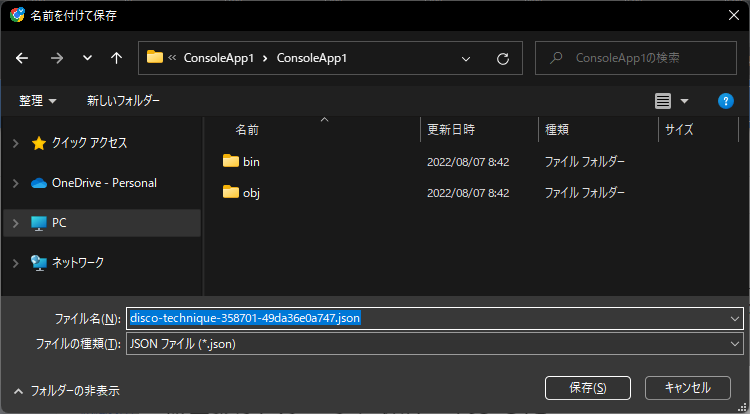 名前を付けて保存
« ConsoleApp1 › ConsoleApp1
ConsoleApp1の検索
整理
新しいフォルダー
名前 更新日時 種類 サイズ
クイック アクセス
OneDrive - Personal
PC
ネットワーク
bin 2022/08/07 8:42 ファイル フォルダー
obj 2022/08/07 8:42 ファイル フォルダー
ファイル名(N): disco-technique-358701-49da36e0a747.json
ファイルの種類(T): JSON ファイル (*.json)
フォルダーの非表示
保存(S)
キャンセル